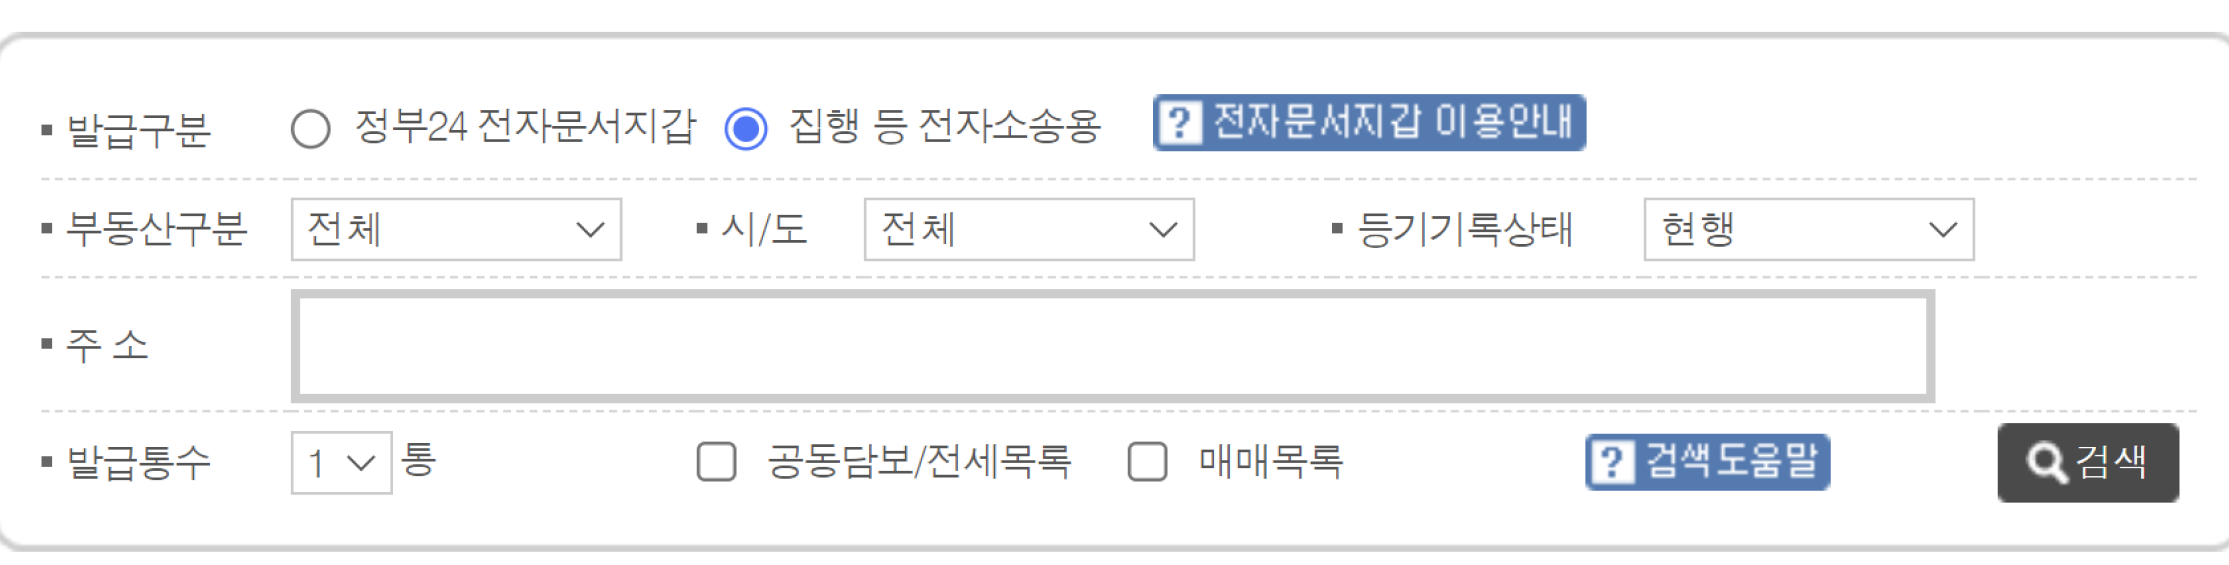 발급구분 정부24 전자문서지갑 집행 등 전자소송용 ? 전자문서지갑 이용안내
부동산구분 전체 시/도 전체 등기기록상태 현행
주 소
발급통수 1 통 공동담보/전세목록 매매목록 ? 검색도움말 검색